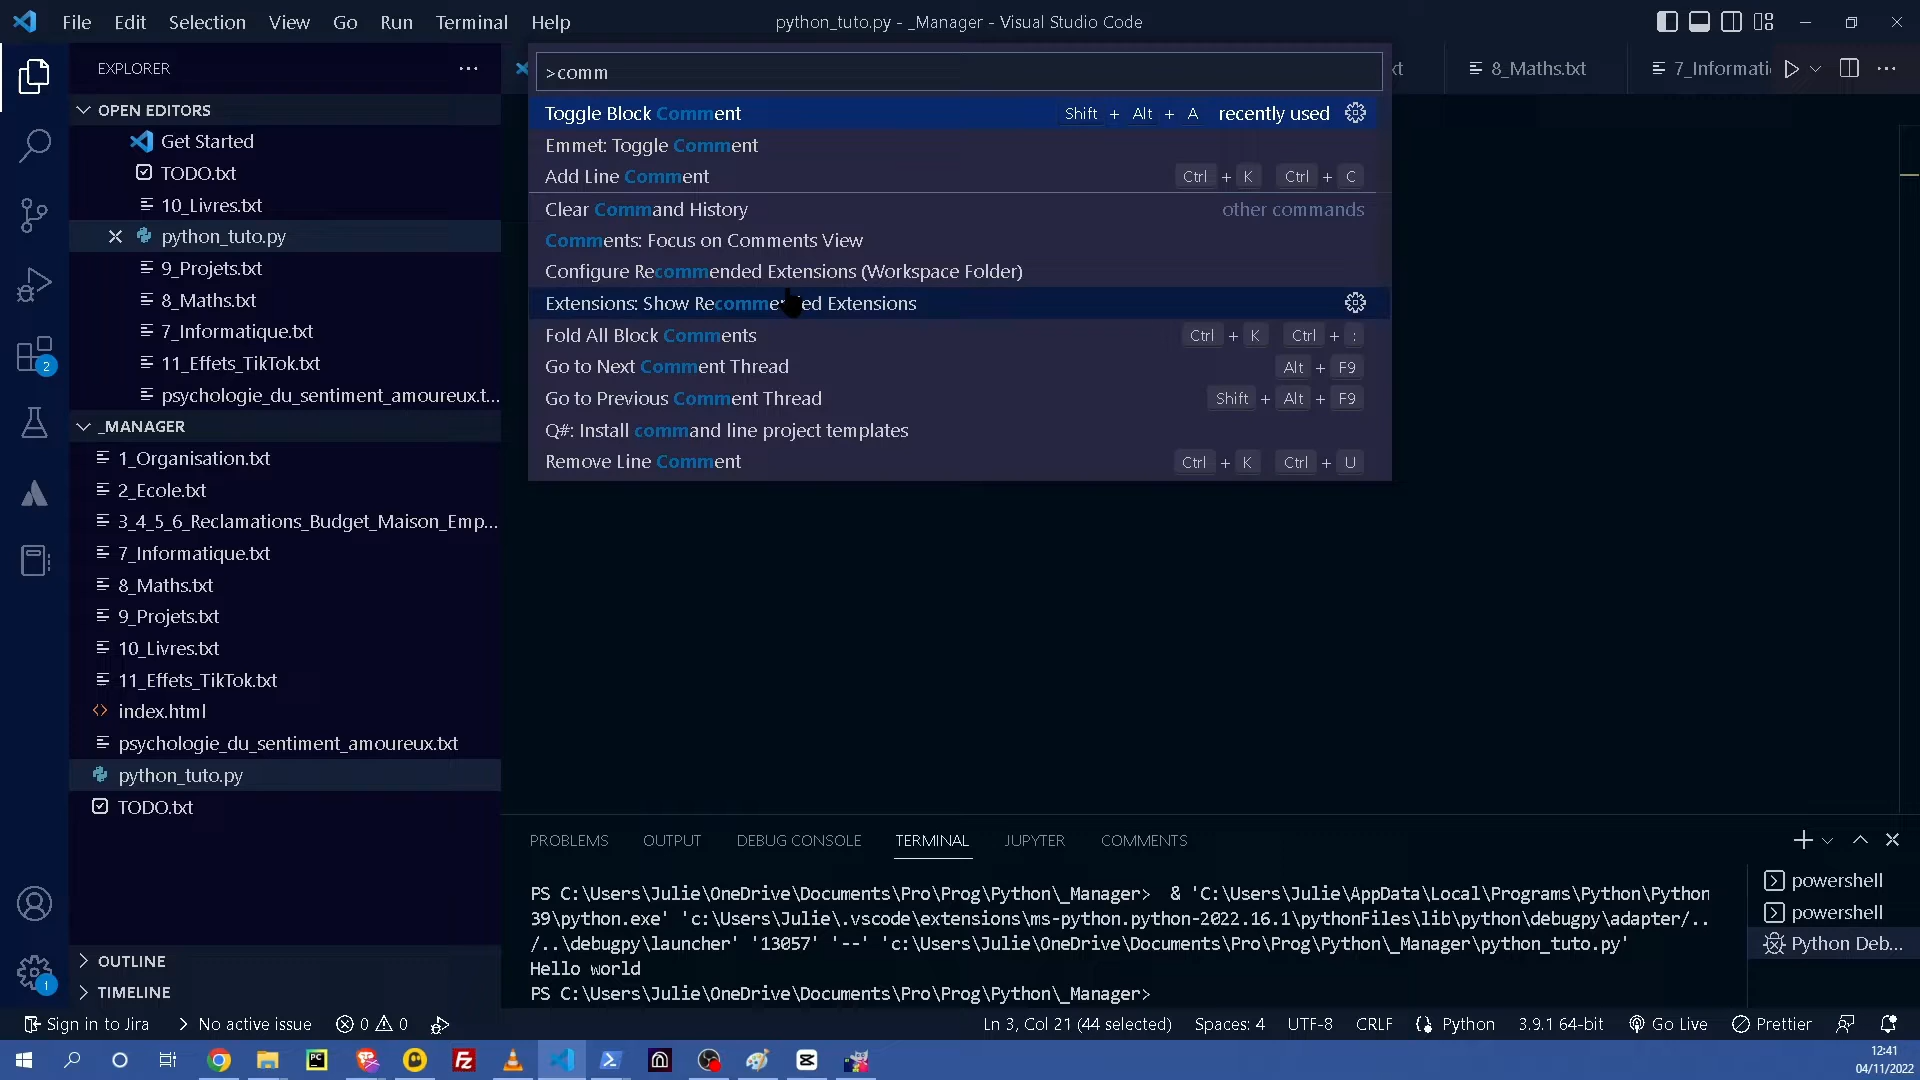 File Edit Selection View Go Run Terminal Help
python_tuto.py - _Manager - Visual Studio Code
EXPLORER
OPEN EDITORS
Get Started
TODO.txt
10_Livres.txt
python_tuto.py
9_Projets.txt
8_Maths.txt
7_Informatique.txt
11_Effets_TikTok.txt
psychologie_du_sentiment_amoureux.t...
_MANAGER
1_Organisation.txt
2_Ecole.txt
3_4_5_6_Reclamations_Budget_Maison_Emp...
7_Informatique.txt
8_Maths.txt
9_Projets.txt
10_Livres.txt
11_Effets_TikTok.txt
index.html
psychologie_du_sentiment_amoureux.txt
python_tuto.py
TODO.txt
OUTLINE
TIMELINE
2
1
>comm
xt
8_Maths.txt
7_Informati
Toggle Block Comment Shift + Alt + A recently used
Emmet: Toggle Comment
Add Line Comment Ctrl + K Ctrl + C
Clear Command History other commands
Comments: Focus on Comments View
Configure Recommended Extensions (Workspace Folder)
Extensions: Show Recommended Extensions
Fold All Block Comments Ctrl + K Ctrl + :
Go to Next Comment Thread Alt + F9
Go to Previous Comment Thread Shift + Alt + F9
Q#: Install command line project templates
Remove Line Comment Ctrl + K Ctrl + U
PROBLEMS OUTPUT DEBUG CONSOLE TERMINAL JUPYTER COMMENTS
PS C:\Users\Julie\OneDrive\Documents\Pro\Prog\Python\_Manager>  & 'C:\Users\Julie\AppData\Local\Programs\Python\Python
39\python.exe' 'c:\Users\Julie\.vscode\extensions\ms-python.python-2022.16.1\pythonFiles\lib\python\debugpy\adapter/..
/..\debugpy\launcher' '13057' '--' 'c:\Users\Julie\OneDrive\Documents\Pro\Prog\Python\_Manager\python_tuto.py'
Hello world
PS C:\Users\Julie\OneDrive\Documents\Pro\Prog\Python\_Manager>
powershell
powershell
Python Deb...
Sign in to Jira No active issue 0 0 Ln 3, Col 21 (44 selected) Spaces: 4 UTF-8 CRLF Python 3.9.1 64-bit Go Live Prettier
PC
12:41
04/11/2022